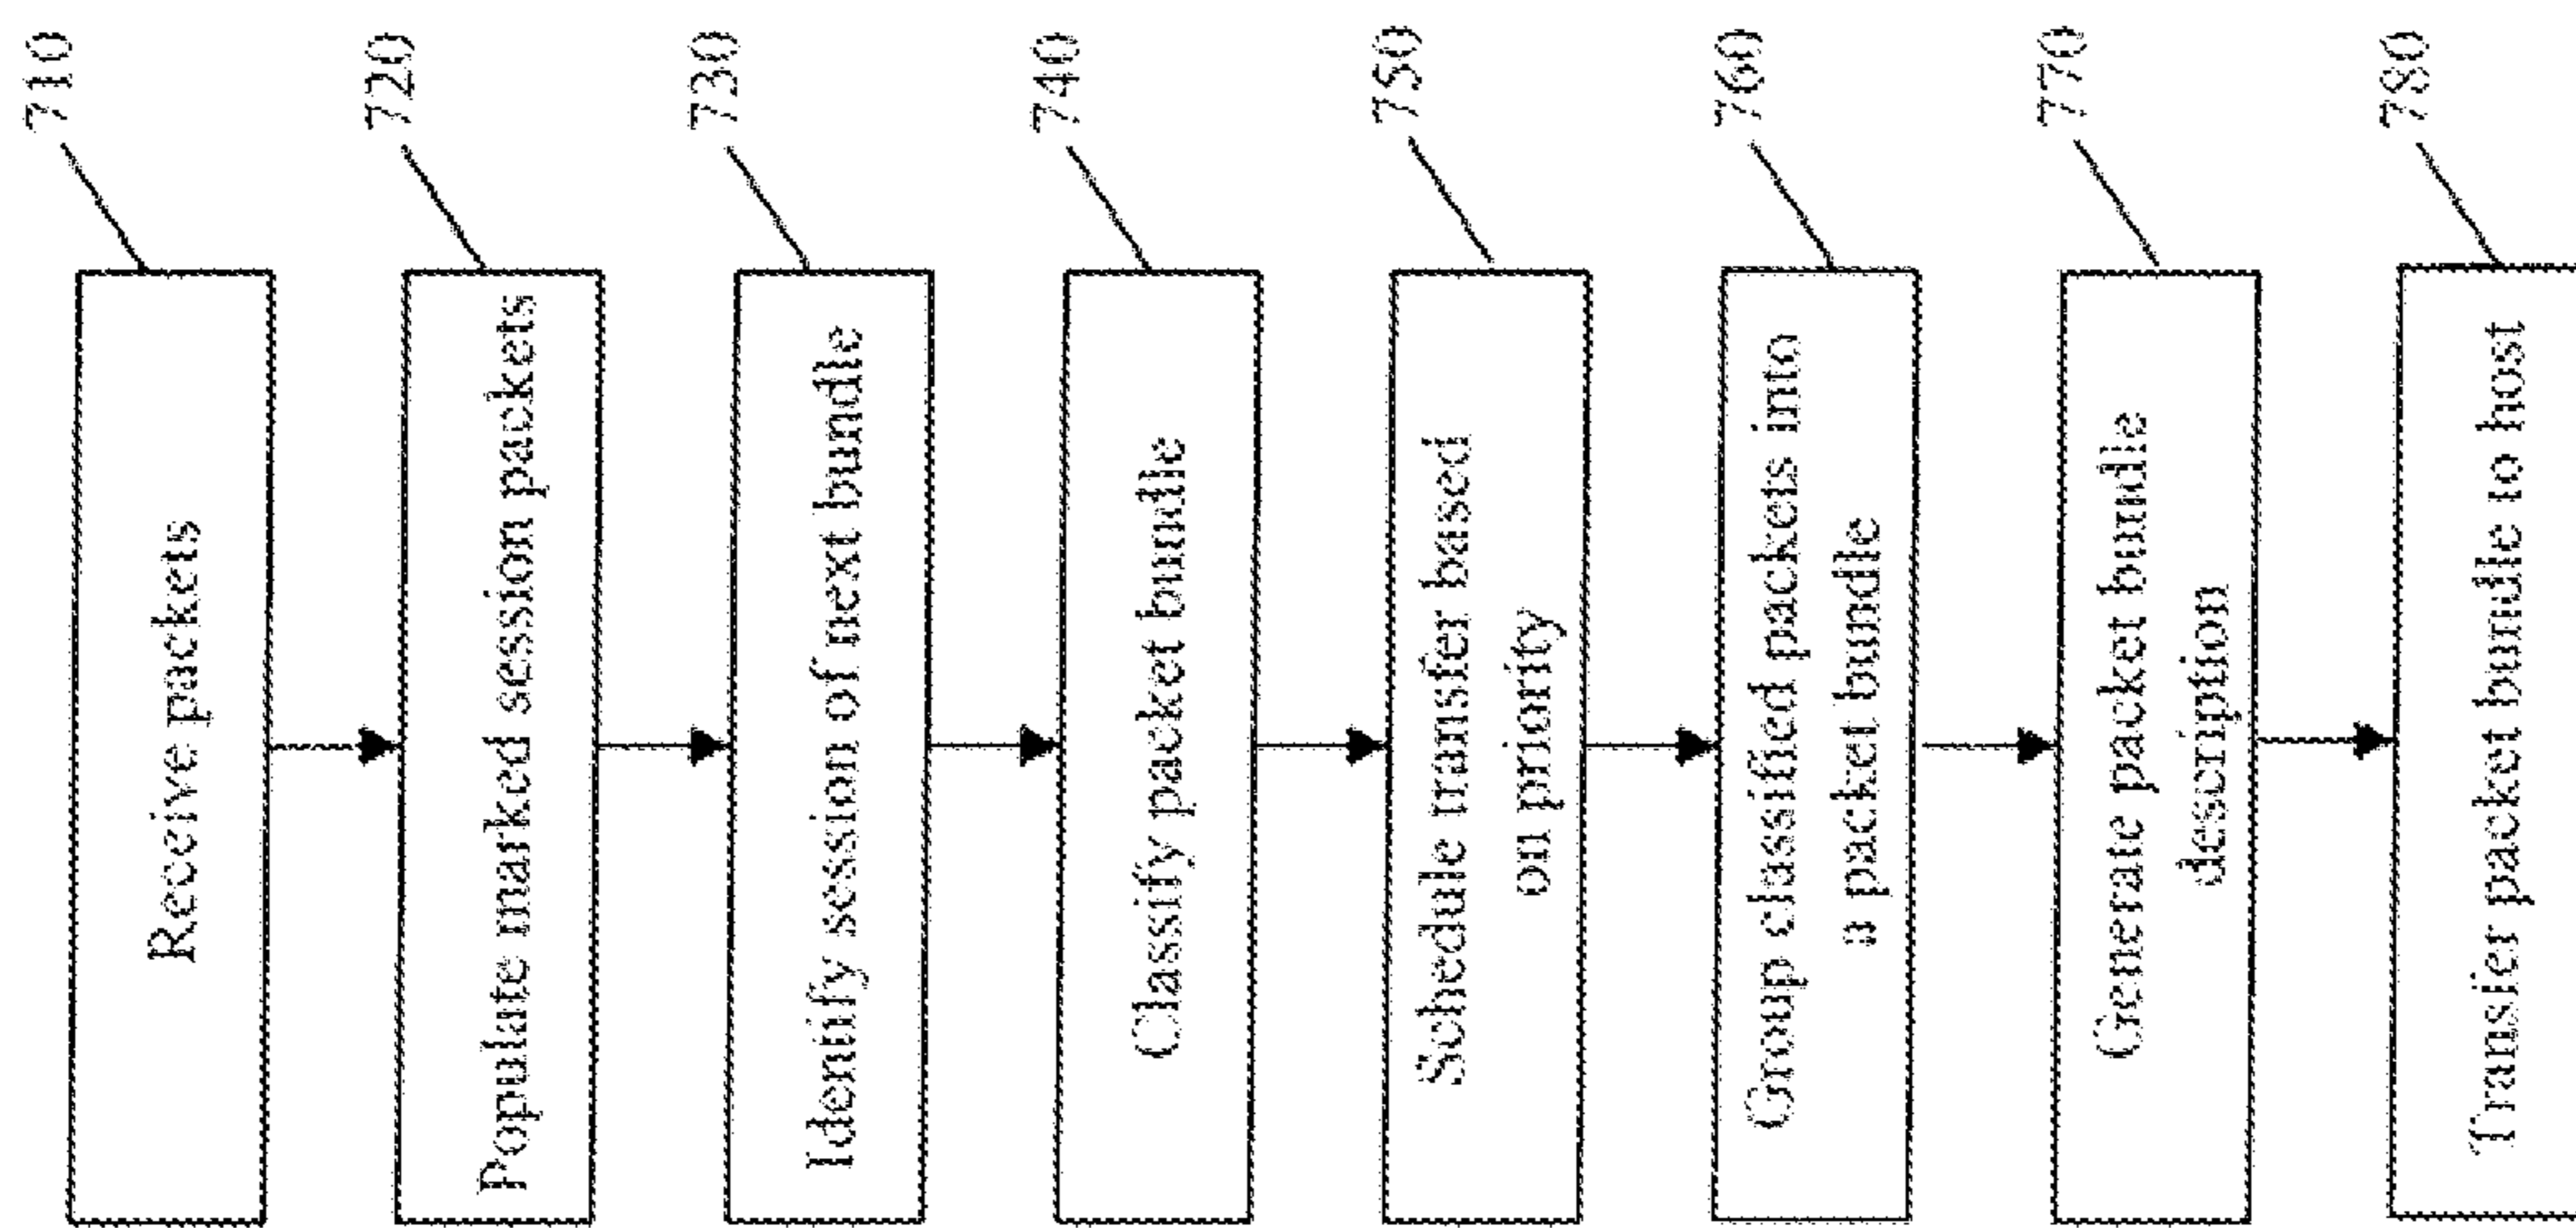 710
Receive packets
720
Populate marked session packets
730
Identify session of next bundle
740
Classify packet bundle
750
Schedule transfer based
on priority
760
Group classified packets into
a packet bundle
770
Generate packet bundle
description
780
Transfer packet bundle to host